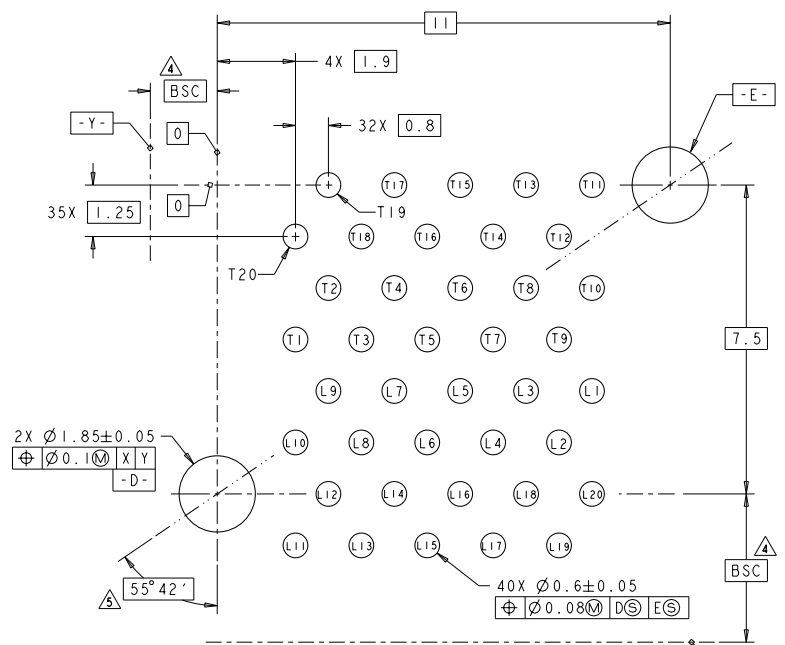 11
4X 1.9
4
BSC
-E-
-Y-
0
32X 0.8
0
35X 1.25
T17 T15 T13 T11
T19
T18 T16 T14 T12
T20
T2 T4 T6 T8 T10
T1 T3 T5 T7 T9
7.5
L9 L7 L5 L3 L1
2X Ø1.85±0.05
⌖ Ø0.1Ⓜ X Y
-D-
L10 L8 L6 L4 L2
L12 L14 L16 L18 L20
L11 L13 L15 L17 L19
4
BSC
55°42′
5
40X Ø0.6±0.05
⌖ Ø0.08Ⓜ DⓈ EⓈ